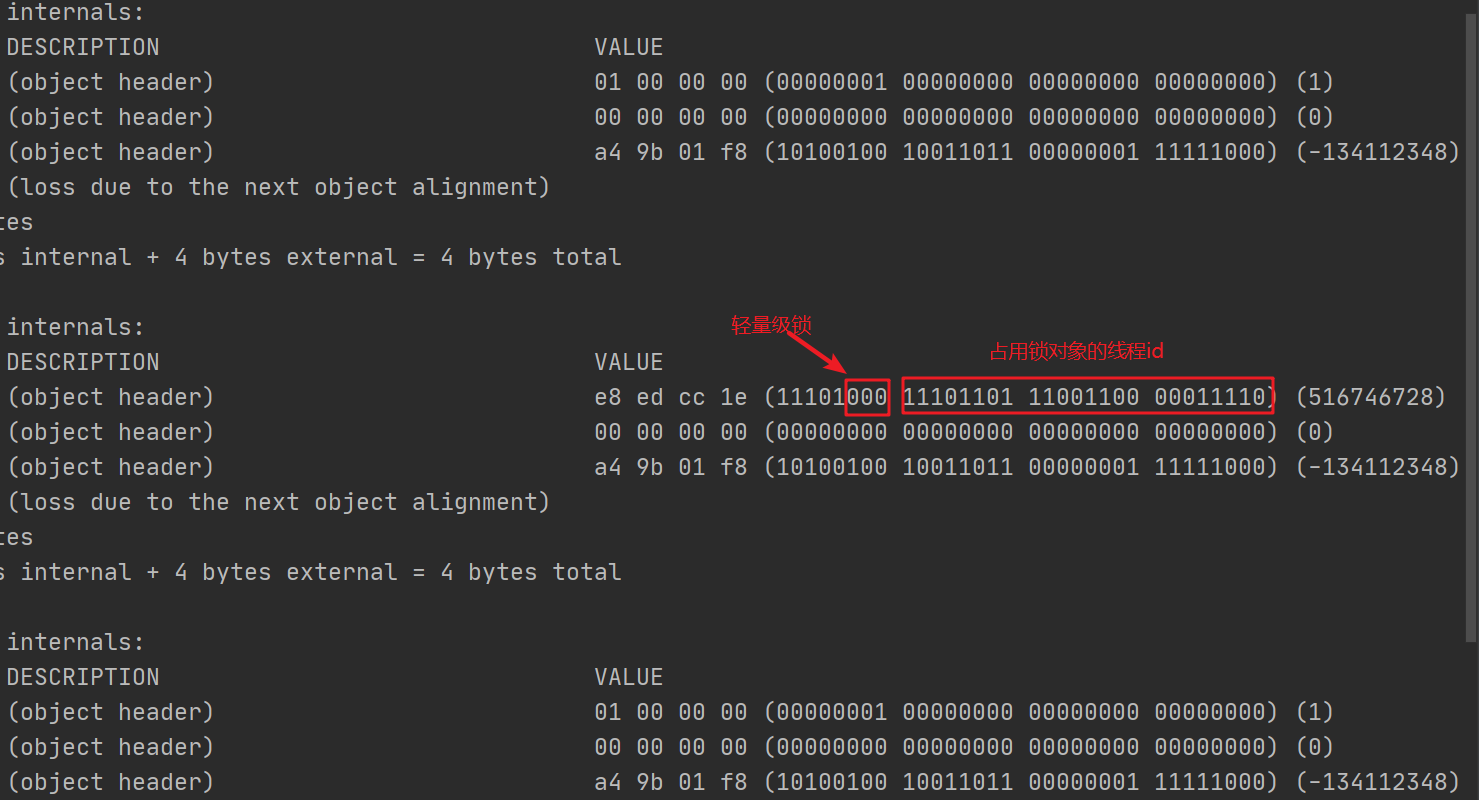 internals:
DESCRIPTION VALUE
(object header) 01 00 00 00 (00000001 00000000 00000000 00000000) (1)
(object header) 00 00 00 00 (00000000 00000000 00000000 00000000) (0)
(object header) a4 9b 01 f8 (10100100 10011011 00000001 11111000) (-134112348)
(loss due to the next object alignment)
tes
s internal + 4 bytes external = 4 bytes total
internals:
轻量级锁
占用锁对象的线程id
DESCRIPTION VALUE
(object header) e8 ed cc 1e (11101000 11101101 11001100 00011110) (516746728)
(object header) 00 00 00 00 (00000000 00000000 00000000 00000000) (0)
(object header) a4 9b 01 f8 (10100100 10011011 00000001 11111000) (-134112348)
(loss due to the next object alignment)
tes
s internal + 4 bytes external = 4 bytes total
internals:
DESCRIPTION VALUE
(object header) 01 00 00 00 (00000001 00000000 00000000 00000000) (1)
(object header) 00 00 00 00 (00000000 00000000 00000000 00000000) (0)
(object header) a4 9b 01 f8 (10100100 10011011 00000001 11111000) (-134112348)